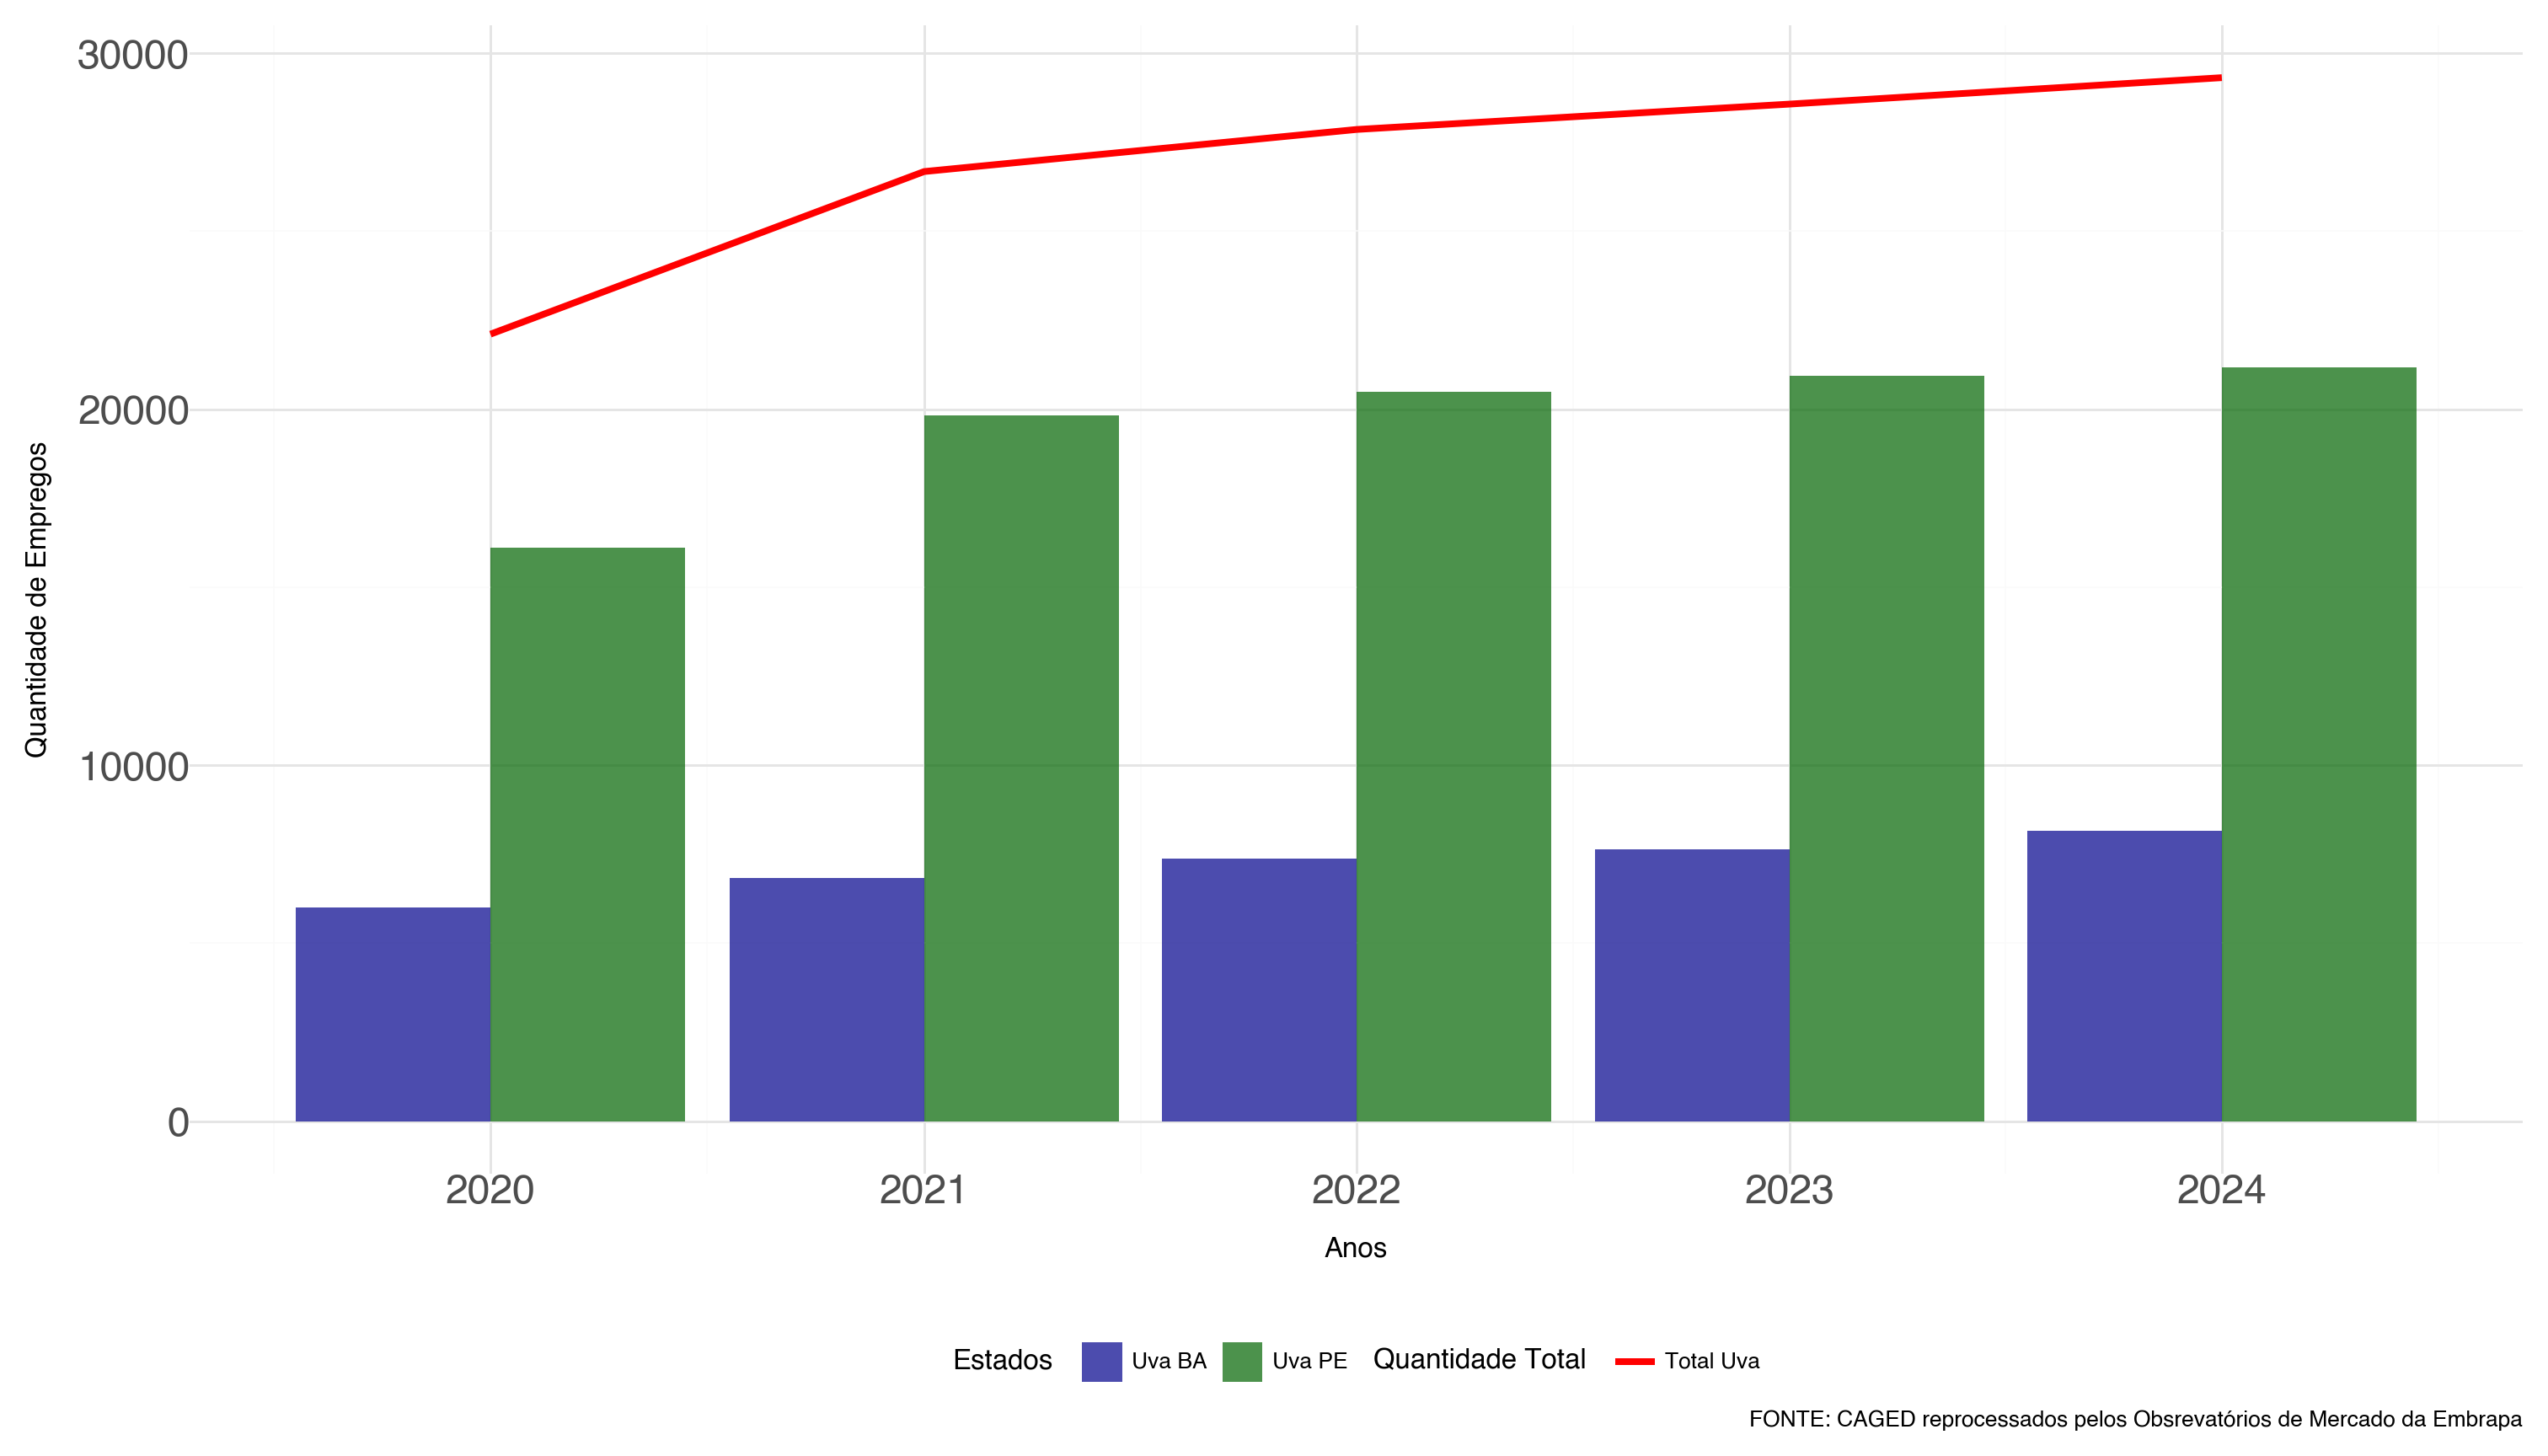 30000
20000
10000
0
Quantidade de Empregos
2020
2021
2022
2023
2024
Anos
Estados
Uva BA
Uva PE
Quantidade Total
Total Uva
FONTE: CAGED reprocessados pelos Obsrevatórios de Mercado da Embrapa